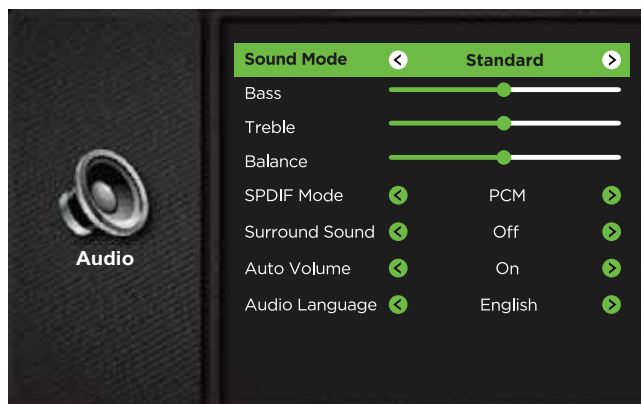 Sound Mode Standard
Bass
Treble
Balance
SPDIF Mode PCM
Surround Sound Off
Auto Volume On
Audio Language English
Audio